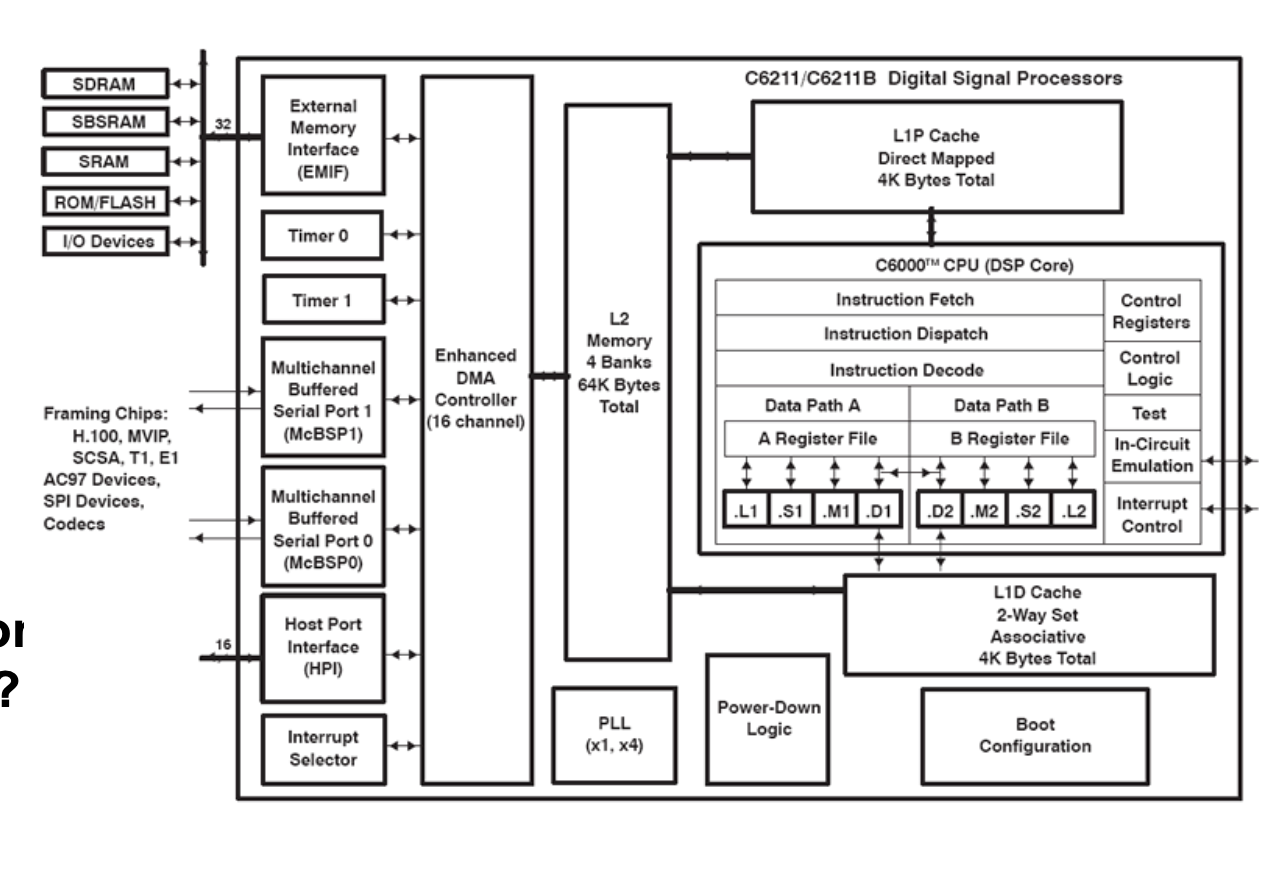 C6211/C6211B Digital Signal Processors
SDRAM
SBSRAM
SRAM
ROM/FLASH
I/O Devices
32
External
Memory
Interface
(EMIF)
Timer 0
Timer 1
Multichannel
Buffered
Serial Port 1
(McBSP1)
Framing Chips:
H.100, MVIP,
SCSA, T1, E1
AC97 Devices,
SPI Devices,
Codecs
Multichannel
Buffered
Serial Port 0
(McBSP0)
or
?
16
Host Port
Interface
(HPI)
Interrupt
Selector
Enhanced
DMA
Controller
(16 channel)
L2
Memory
4 Banks
64K Bytes
Total
L1P Cache
Direct Mapped
4K Bytes Total
C6000™ CPU (DSP Core)
Instruction Fetch
Instruction Dispatch
Instruction Decode
Control
Registers
Control
Logic
Test
In-Circuit
Emulation
Interrupt
Control
Data Path A
Data Path B
A Register File
B Register File
.L1 .S1 .M1 .D1 .D2 .M2 .S2 .L2
L1D Cache
2-Way Set
Associative
4K Bytes Total
PLL
(x1, x4)
Power-Down
Logic
Boot
Configuration